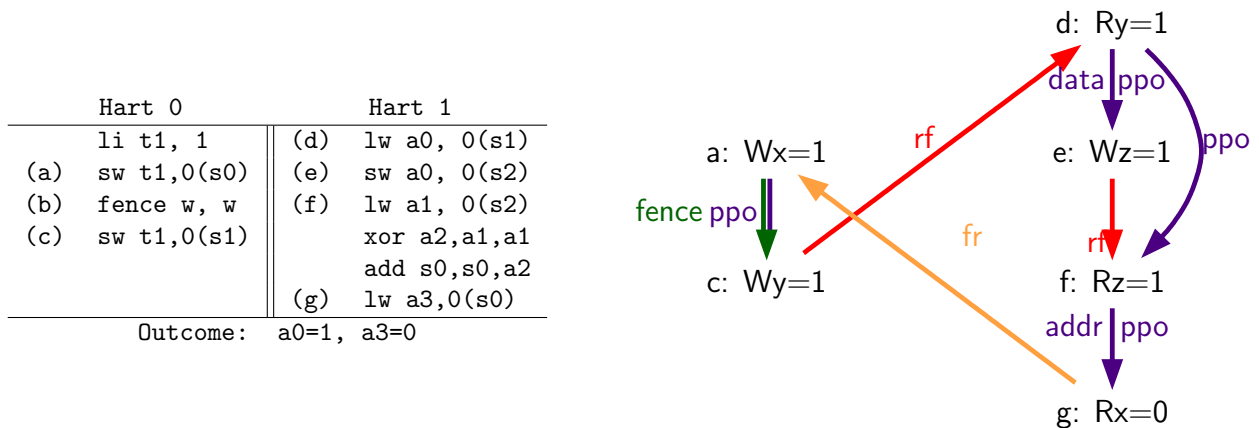 Hart 0 Hart 1
li t1, 1 (d) lw a0, 0(s1)
(a) sw t1,0(s0) (e) sw a0, 0(s2)
(b) fence w, w (f) lw a1, 0(s2)
(c) sw t1,0(s1) xor a2,a1,a1
add s0,s0,a2
(g) lw a3,0(s0)
Outcome: a0=1, a3=0
d: Ry=1
data ppo
rf
ppo
a: Wx=1
e: Wz=1
fence ppo
fr
rf
c: Wy=1
f: Rz=1
addr ppo
g: Rx=0